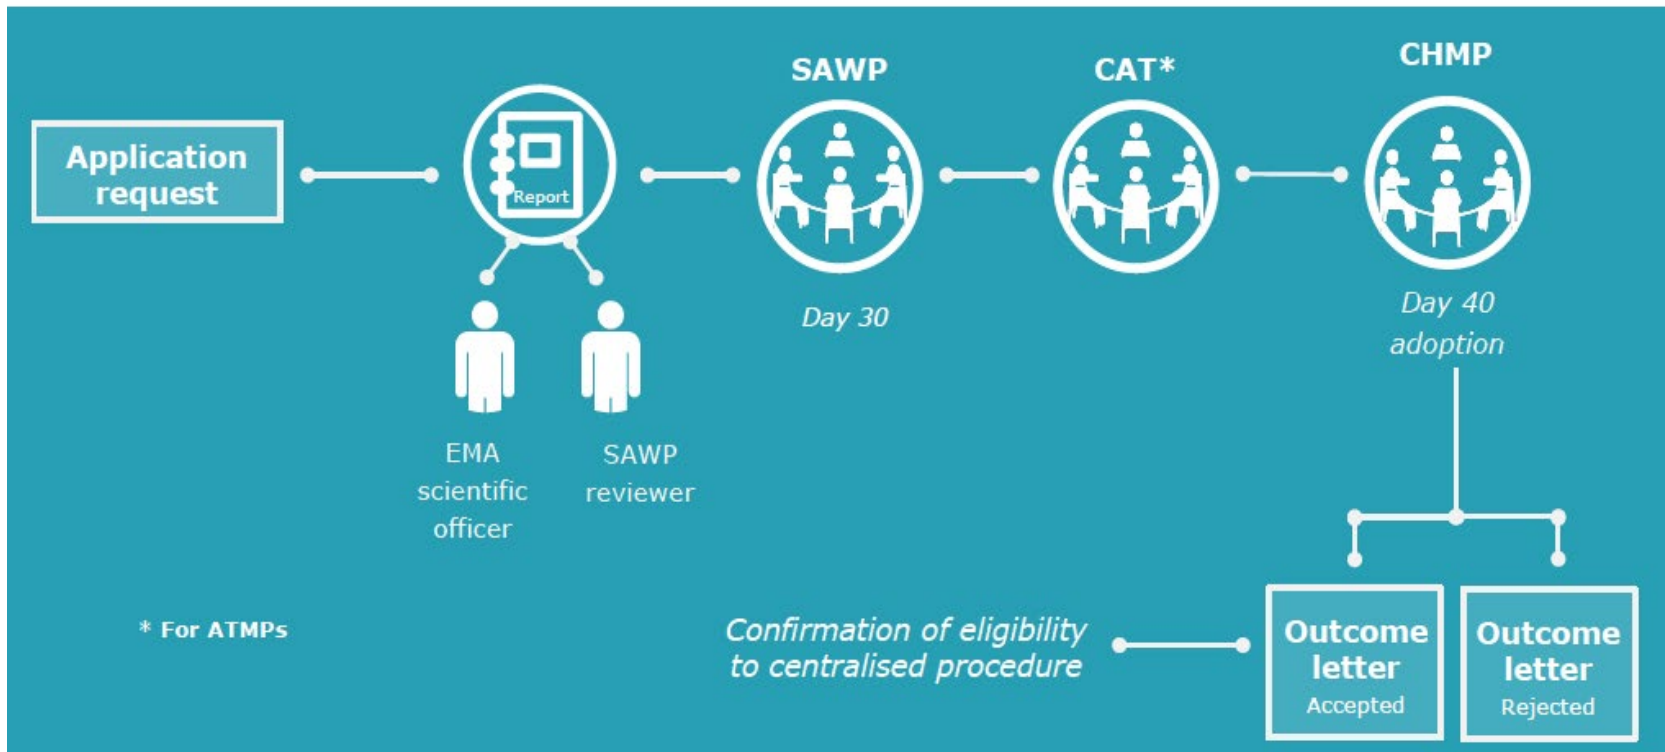 Application
request
Report
EMA
scientific
officer
SAWP
reviewer
SAWP
Day 30
CAT*
CHMP
Day 40
adoption
Confirmation of eligibility
to centralised procedure
Outcome
letter
Accepted
Outcome
letter
Rejected
* For ATMPs